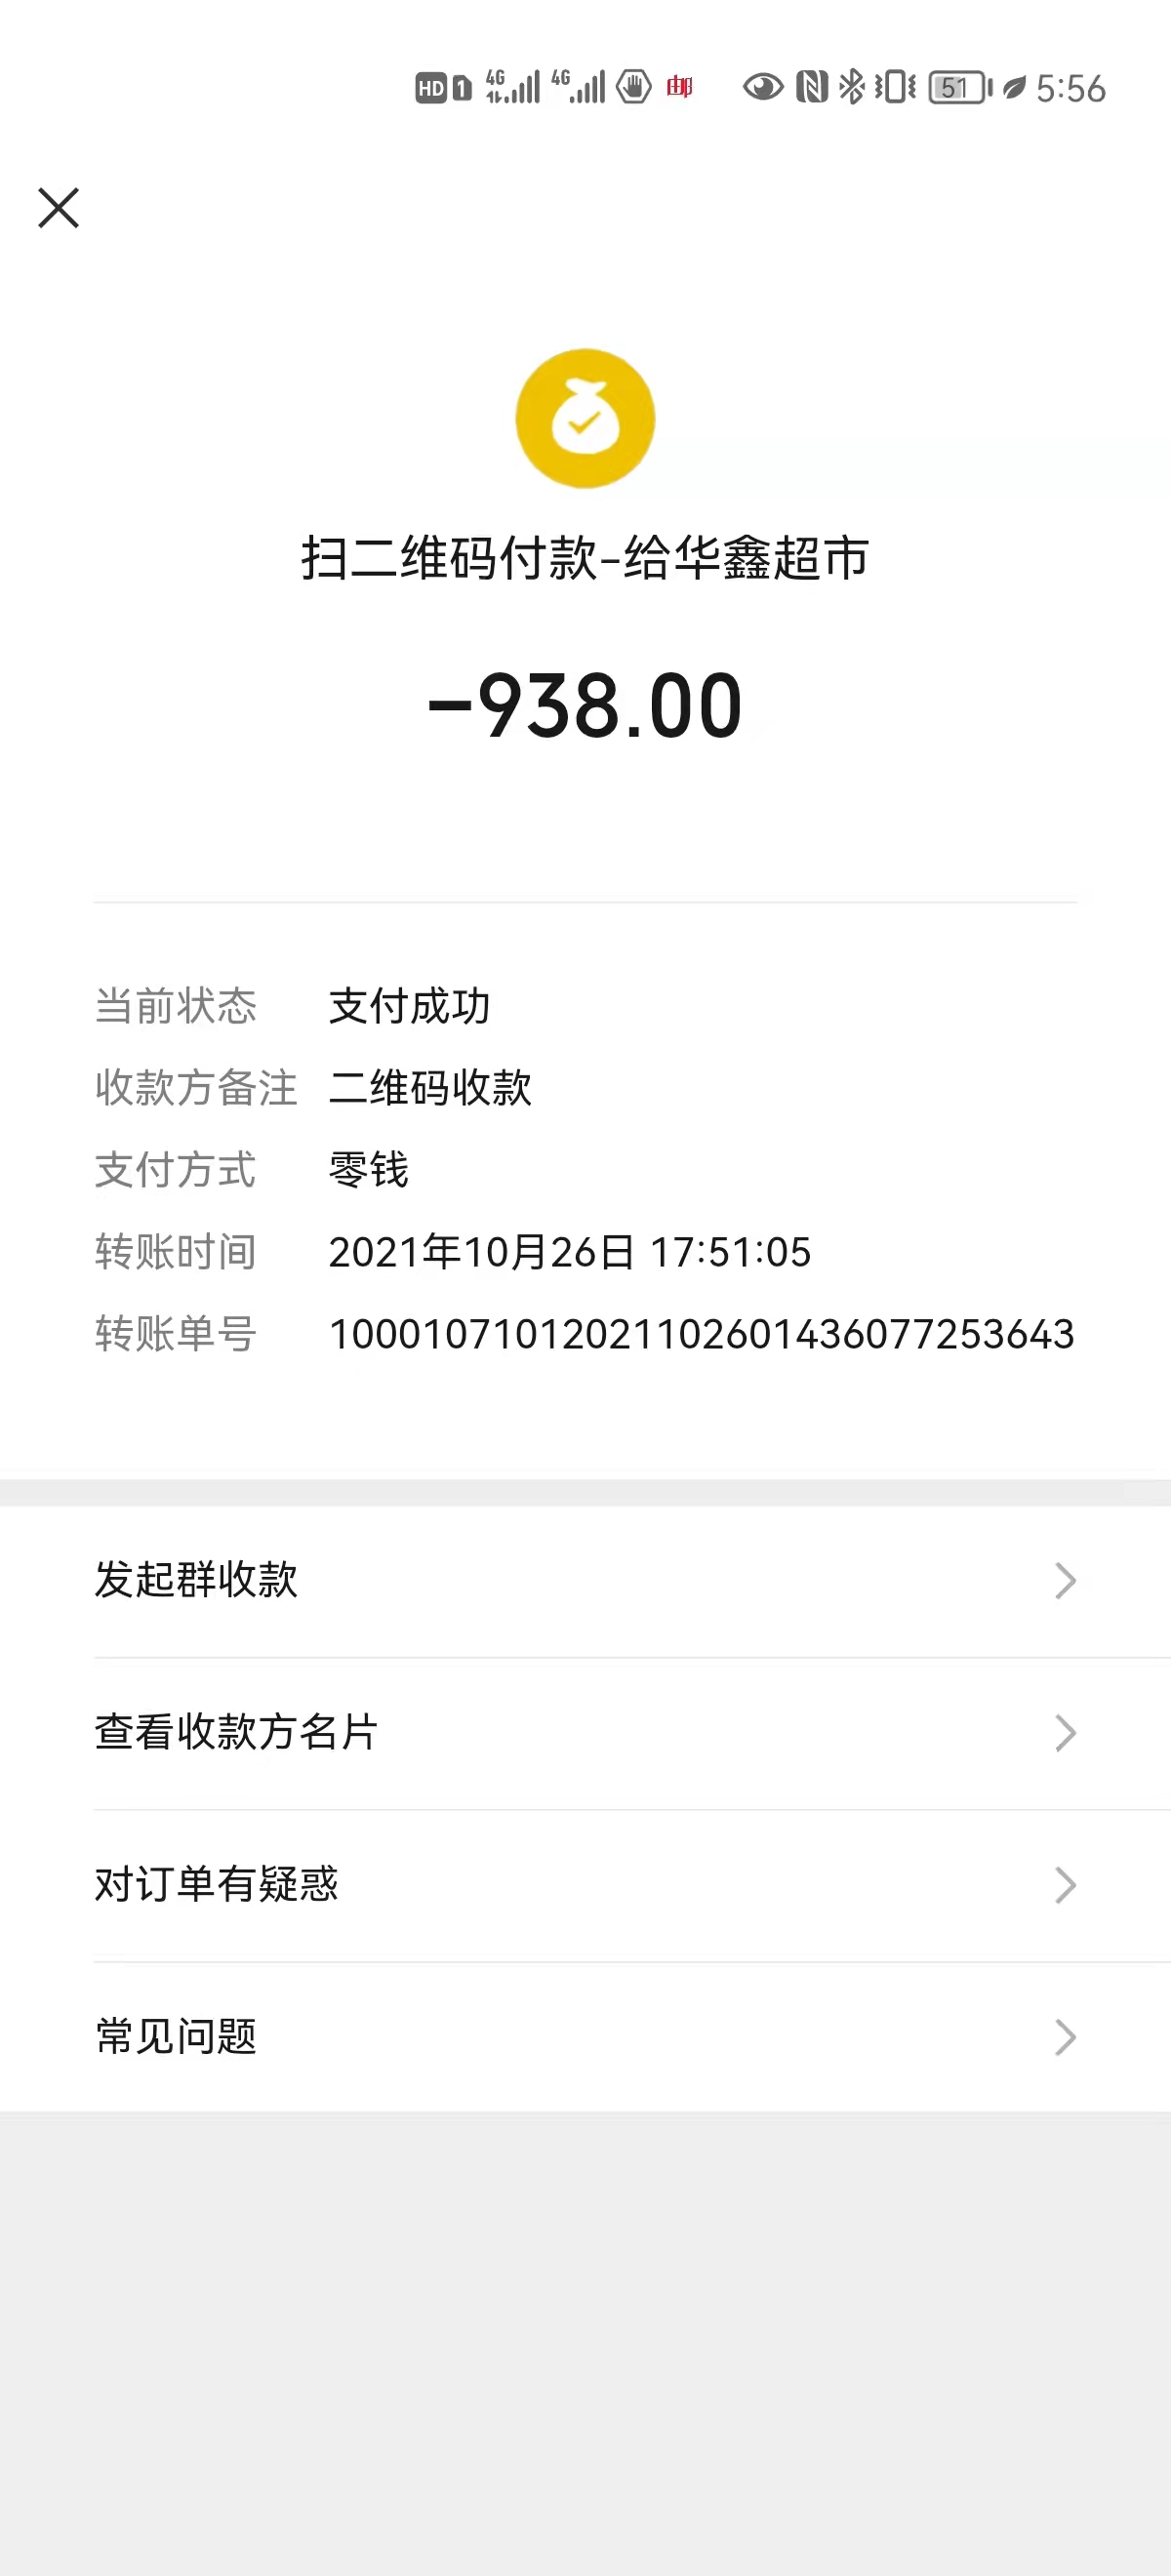 HD 1 4G 4G 邮 51 5:56
扫二维码付款-给华鑫超市
-938.00
当前状态 支付成功
收款方备注 二维码收款
支付方式 零钱
转账时间 2021年10月26日 17:51:05
转账单号 1000107101202110260143607725​3643
发起群收款
查看收款方名片
对订单有疑惑
常见问题